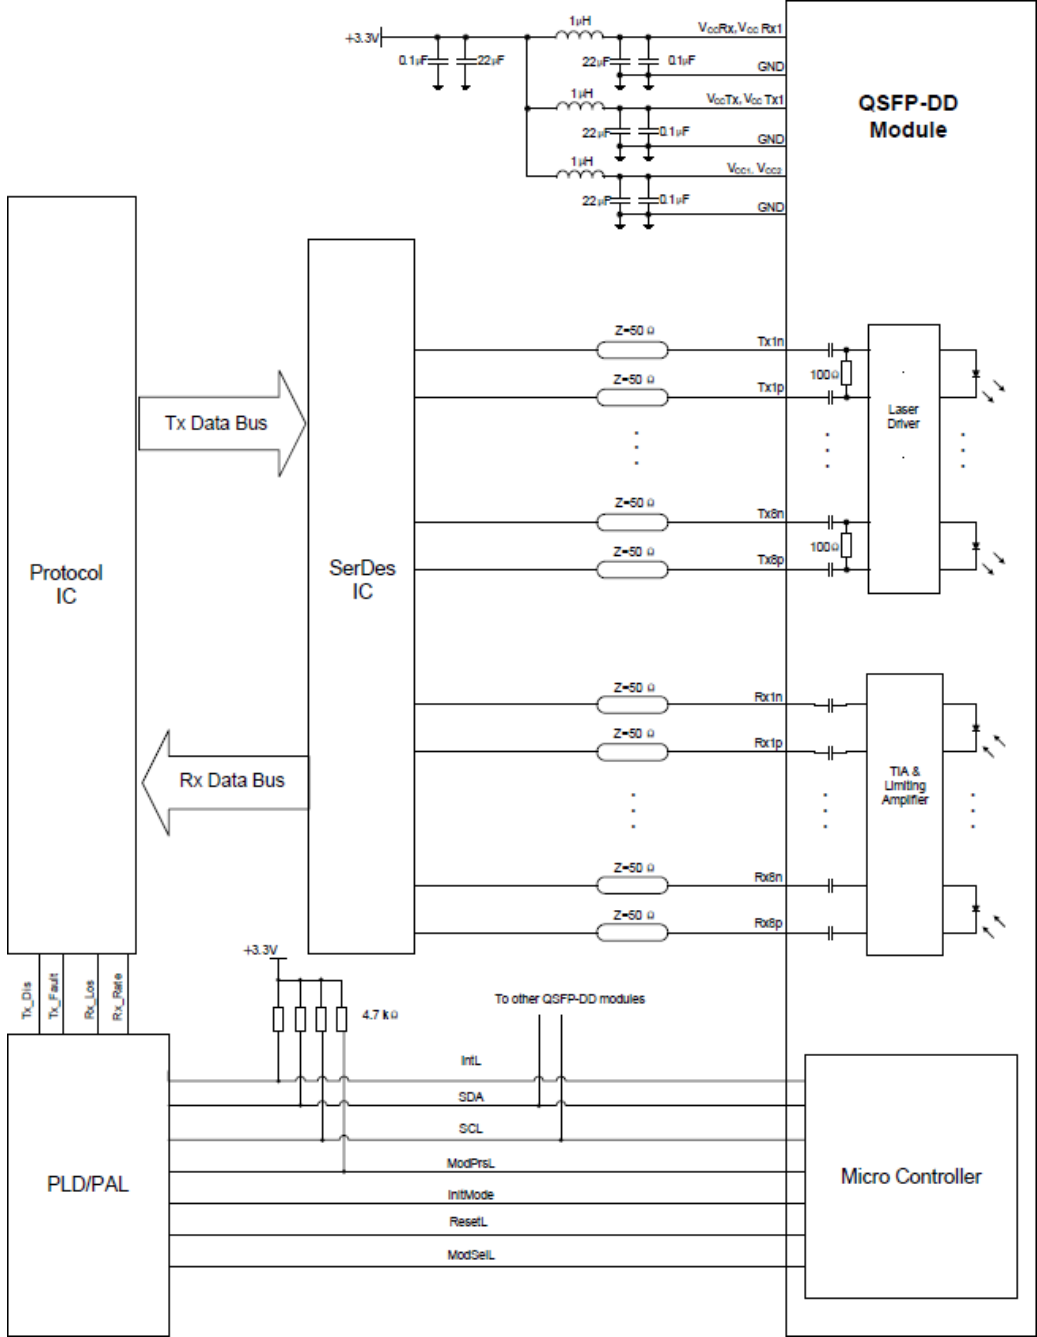 1μH
VCCRx, VCC Rx1
+3.3V
0.1μF
22μF
22μF
0.1μF
GND
1μH
VCCTx, VCC Tx1
QSFP-DD
Module
22μF
0.1μF
GND
1μH
VCC1, VCC2
22μF
0.1μF
GND
Z=50 Ω
Tx1n
100Ω
Z=50 Ω
Tx1p
Laser
Driver
Tx Data Bus
Z=50 Ω
Tx8n
100Ω
Z=50 Ω
Tx8p
Protocol
IC
SerDes
IC
Z=50 Ω
Rx1n
Z=50 Ω
Rx1p
TIA &
Limiting
Amplifier
Rx Data Bus
Z=50 Ω
Rx8n
Z=50 Ω
Rx8p
+3.3V
Tx_Dis
Tx_Fault
Rx_Los
Rx_Rate
4.7 kΩ
To other QSFP-DD modules
IntL
SDA
SCL
ModPrsL
InitMode
ResetL
ModSelL
PLD/PAL
Micro Controller